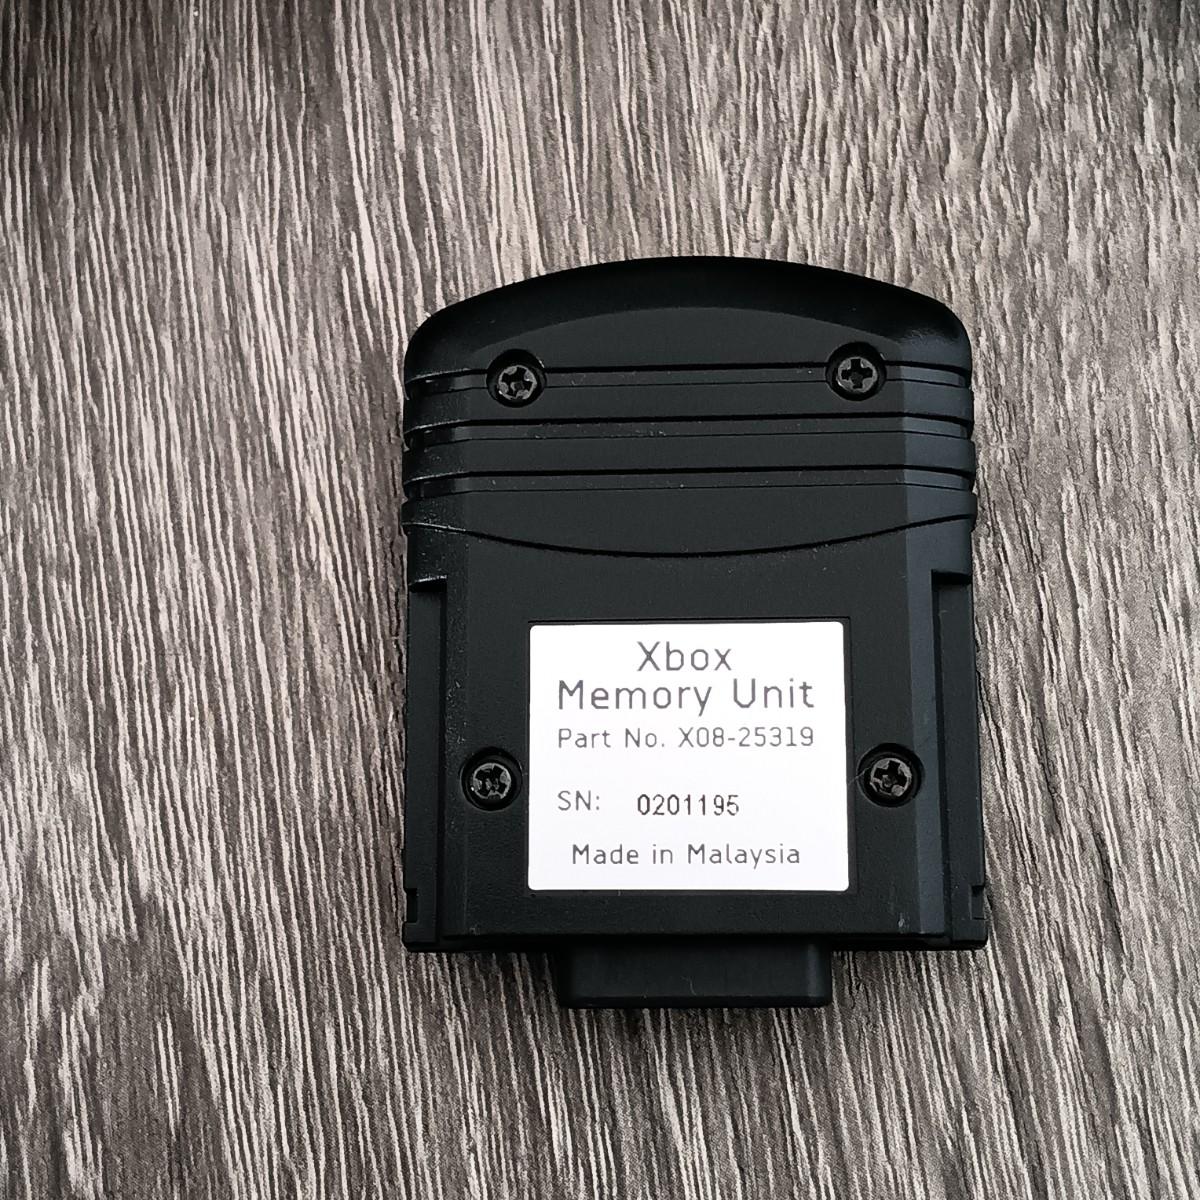 Xbox
Memory Unit
Part No. X08-25319
SN: 0201195
Made in Malaysia